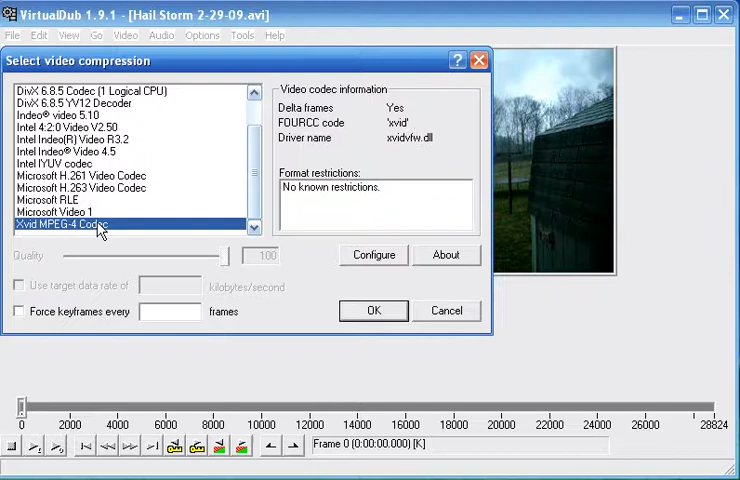 VirtualDub 1.9.1 - [Hail Storm 2-29-09.avi]
File Edit View Go Video Audio Options Tools Help
Select video compression
DivX 6.8.5 Codec (1 Logical CPU)
DivX 6.8.5 YV12 Decoder
Indeo® video 5.10
Intel 4:2:0 Video V2.50
Intel Indeo(R) Video R3.2
Intel Indeo® Video 4.5
Intel IYUV codec
Microsoft H.261 Video Codec
Microsoft H.263 Video Codec
Microsoft RLE
Microsoft Video 1
Xvid MPEG-4 Codec
Video codec information
Delta frames Yes
FOURCC code 'xvid'
Driver name xvidvfw.dll
Format restrictions:
No known restrictions.
Quality 100
Configure About
Use target data rate of kilobytes/second
Force keyframes every frames
OK Cancel
0 2000 4000 6000 8000 10000 12000 14000 16000 18000 20000 22000 24000 26000 28824
Frame 0 (0:00:00.000) [K]